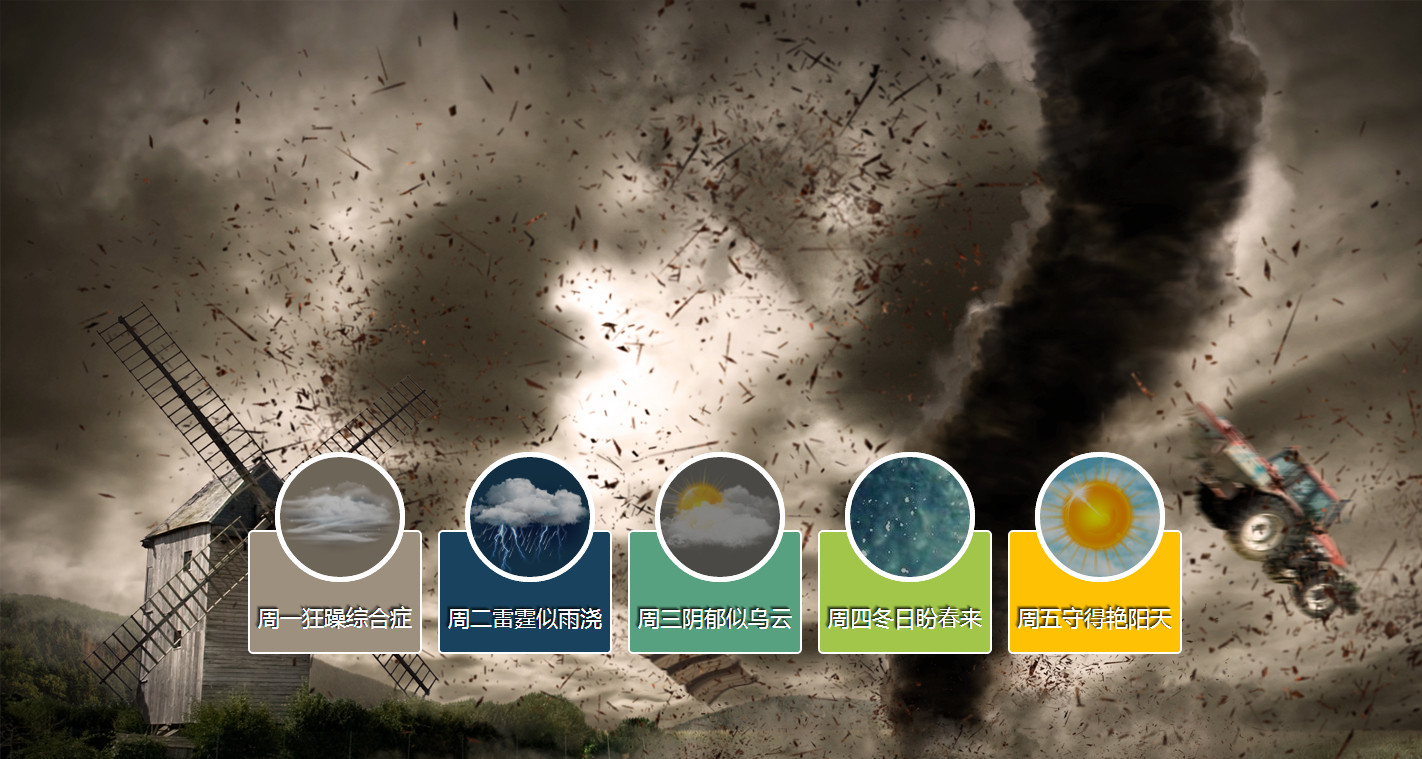 周一狂躁综合症
周二雷霆似雨浇
周三阴郁似乌云
周四冬日盼春来
周五守得艳阳天